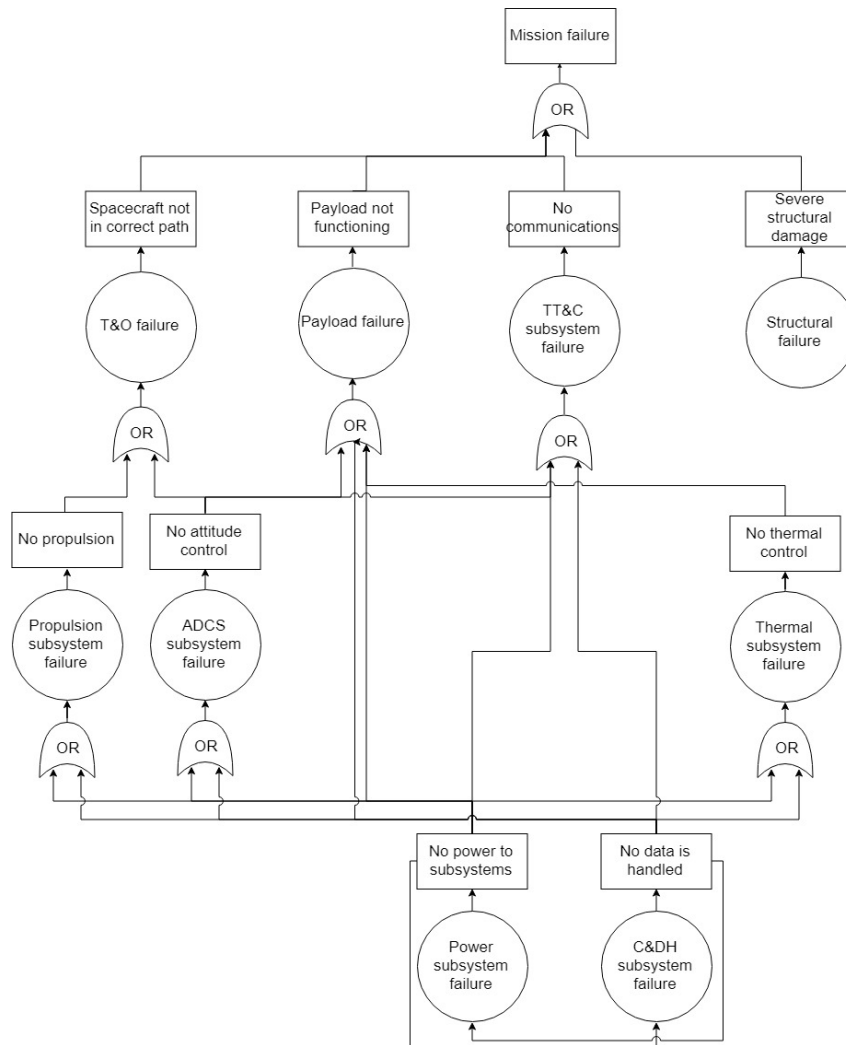 Mission failure
OR
Spacecraft not
in correct path
Payload not
functioning
No
communications
Severe
structural
damage
T&O failure
Payload failure
TT&C
subsystem
failure
Structural
failure
OR
OR
OR
No propulsion
No attitude
control
No thermal
control
Propulsion
subsystem
failure
ADCS
subsystem
failure
Thermal
subsystem
failure
OR
OR
OR
No power to
subsystems
No data is
handled
Power
subsystem
failure
C&DH
subsystem
failure